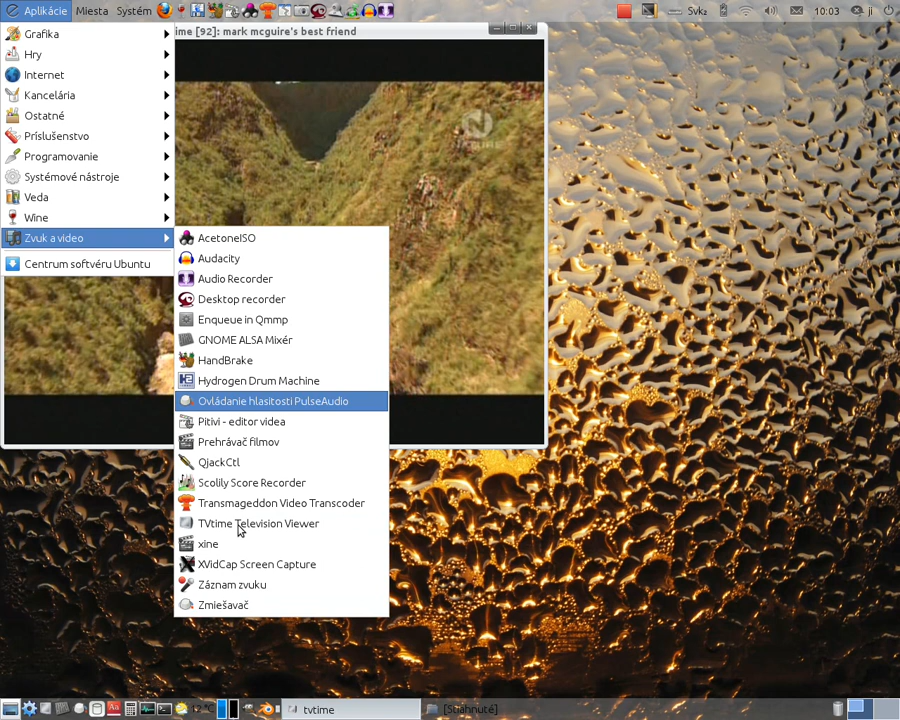 Aplikácie Miesta Systém Svk₂ 10:03 ji
ime [92]: mark mcguire's best friend
Grafika
Hry
Internet
Kancelária
Ostatné
Príslušenstvo
Programovanie
Systémové nástroje
Veda
Wine
Zvuk a video
Centrum softvéru Ubuntu
AcetoneISO
Audacity
Audio Recorder
Desktop recorder
Enqueue in Qmmp
GNOME ALSA Mixér
HandBrake
Hydrogen Drum Machine
Ovládanie hlasitosti PulseAudio
Pitivi - editor videa
Prehrávač filmov
QjackCtl
Scolily Score Recorder
Transmageddon Video Transcoder
TVtime Television Viewer
xine
XVidCap Screen Capture
Záznam zvuku
Zmiešavač
12 °C tvtime [Stiahnuté]